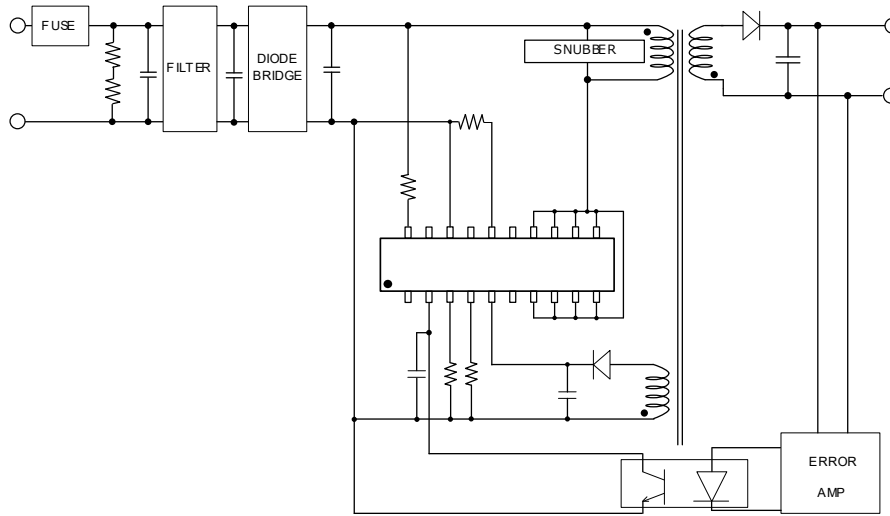 FUSE
FILTER
DIODE
BRIDGE
SNUBBER
ERROR
AMP